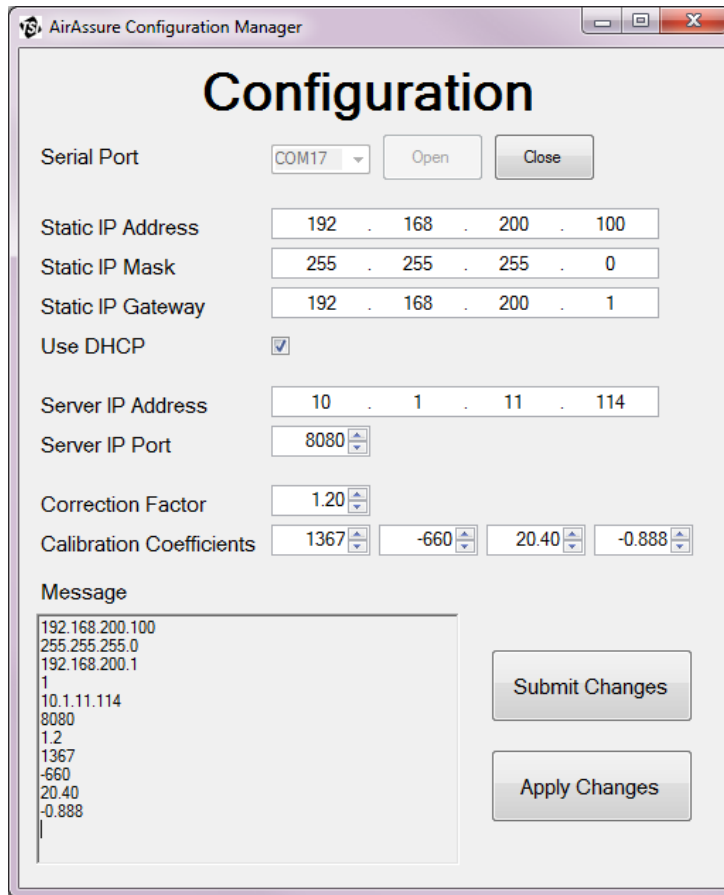 TSI AirAssure Configuration Manager
Configuration
Serial Port COM17 Open Close
Static IP Address 192 . 168 . 200 . 100
Static IP Mask 255 . 255 . 255 . 0
Static IP Gateway 192 . 168 . 200 . 1
Use DHCP
Server IP Address 10 . 1 . 11 . 114
Server IP Port 8080
Correction Factor 1.20
Calibration Coefficients 1367 -660 20.40 -0.888
Message
192.168.200.100
255.255.255.0
192.168.200.1
1
10.1.11.114
8080
1.2
1367
-660
20.40
-0.888
Submit Changes
Apply Changes